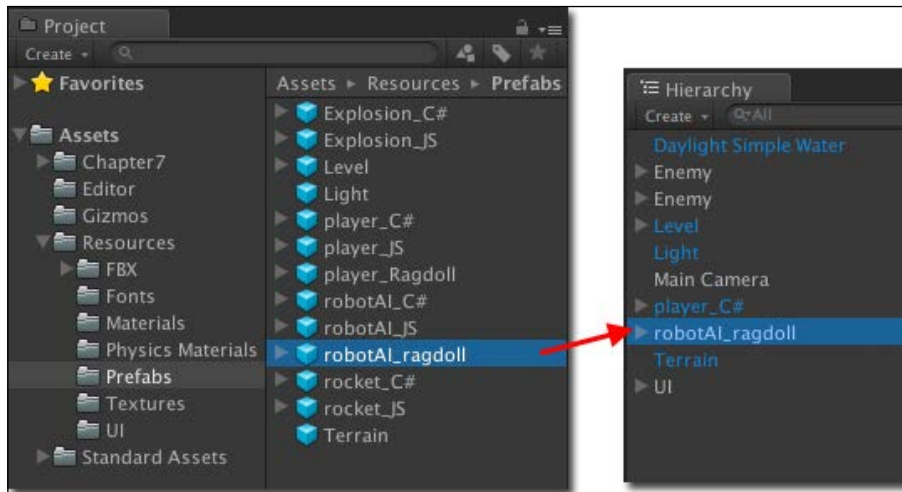 Project
Create
Favorites
Assets
Chapter7
Editor
Gizmos
Resources
FBX
Fonts
Materials
Physics Materials
Prefabs
Textures
UI
Standard Assets
Assets ▸ Resources ▸ Prefabs
Explosion_C#
Explosion_JS
Level
Light
player_C#
player_JS
player_Ragdoll
robotAI_C#
robotAI_JS
robotAI_ragdoll
rocket_C#
rocket_JS
Terrain
Hierarchy
Create All
Daylight Simple Water
Enemy
Enemy
Level
Light
Main Camera
player_C#
robotAI_ragdoll
Terrain
UI